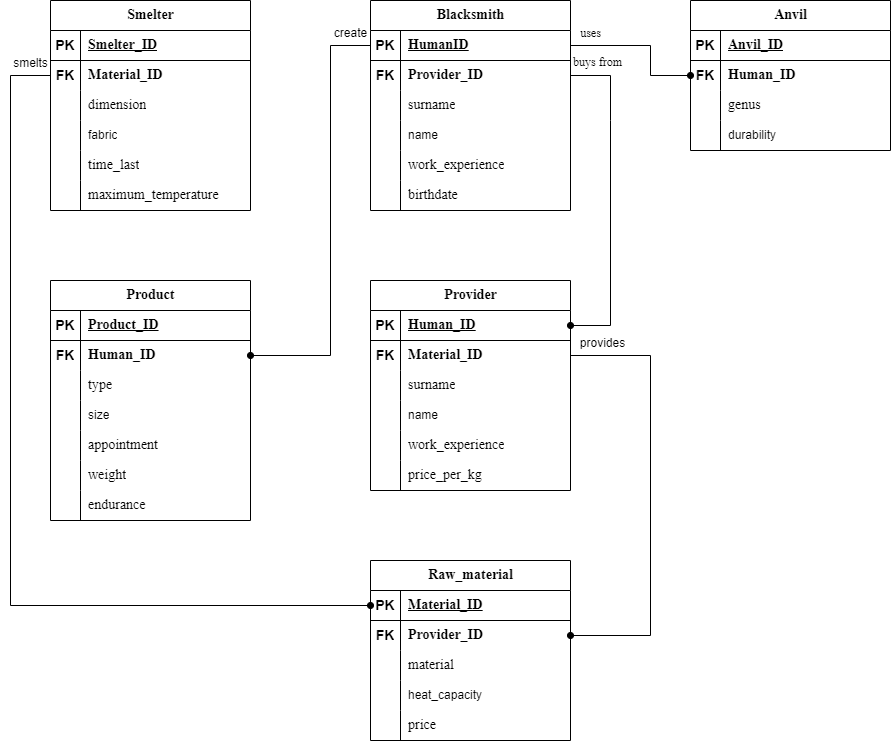 Smelter
PK Smelter_ID
FK Material_ID
dimension
fabric
time_last
maximum_temperature
smelts
Blacksmith
PK HumanID
FK Provider_ID
surname
name
work_experience
birthdate
create
uses
buys from
Anvil
PK Anvil_ID
FK Human_ID
genus
durability
Product
PK Product_ID
FK Human_ID
type
size
appointment
weight
endurance
Provider
PK Human_ID
FK Material_ID
surname
name
work_experience
price_per_kg
provides
Raw_material
PK Material_ID
FK Provider_ID
material
heat_capacity
price